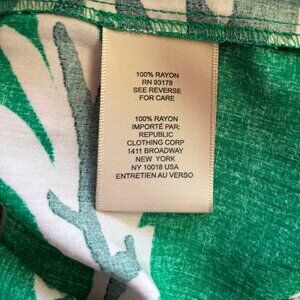 100% RAYON
RN 93178
SEE REVERSE
FOR CARE
100% RAYON
IMPORTÉ PAR:
REPUBLIC
CLOTHING CORP
1411 BROADWAY
NEW YORK
NY 10018 USA
ENTRETIEN AU VERSO